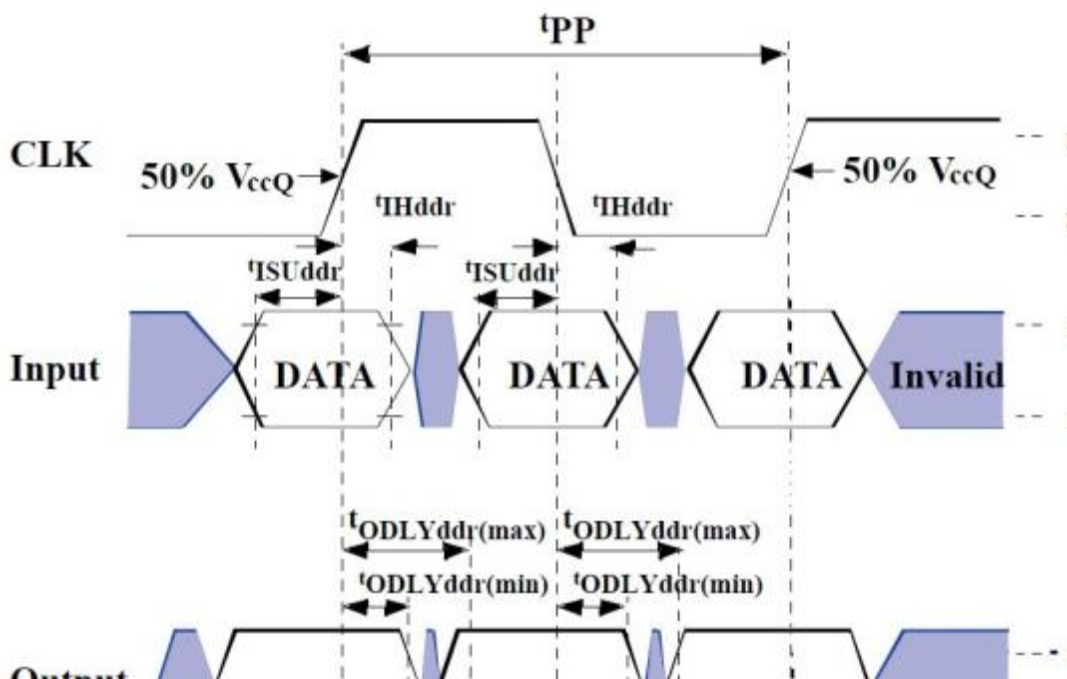 tPP
CLK
50% VccQ
50% VccQ
tIHddr
tIHddr
tISUddr
tISUddr
Input
DATA
DATA
DATA
Invalid
tODLYddr(max)
tODLYddr(max)
tODLYddr(min)
tODLYddr(min)
Output